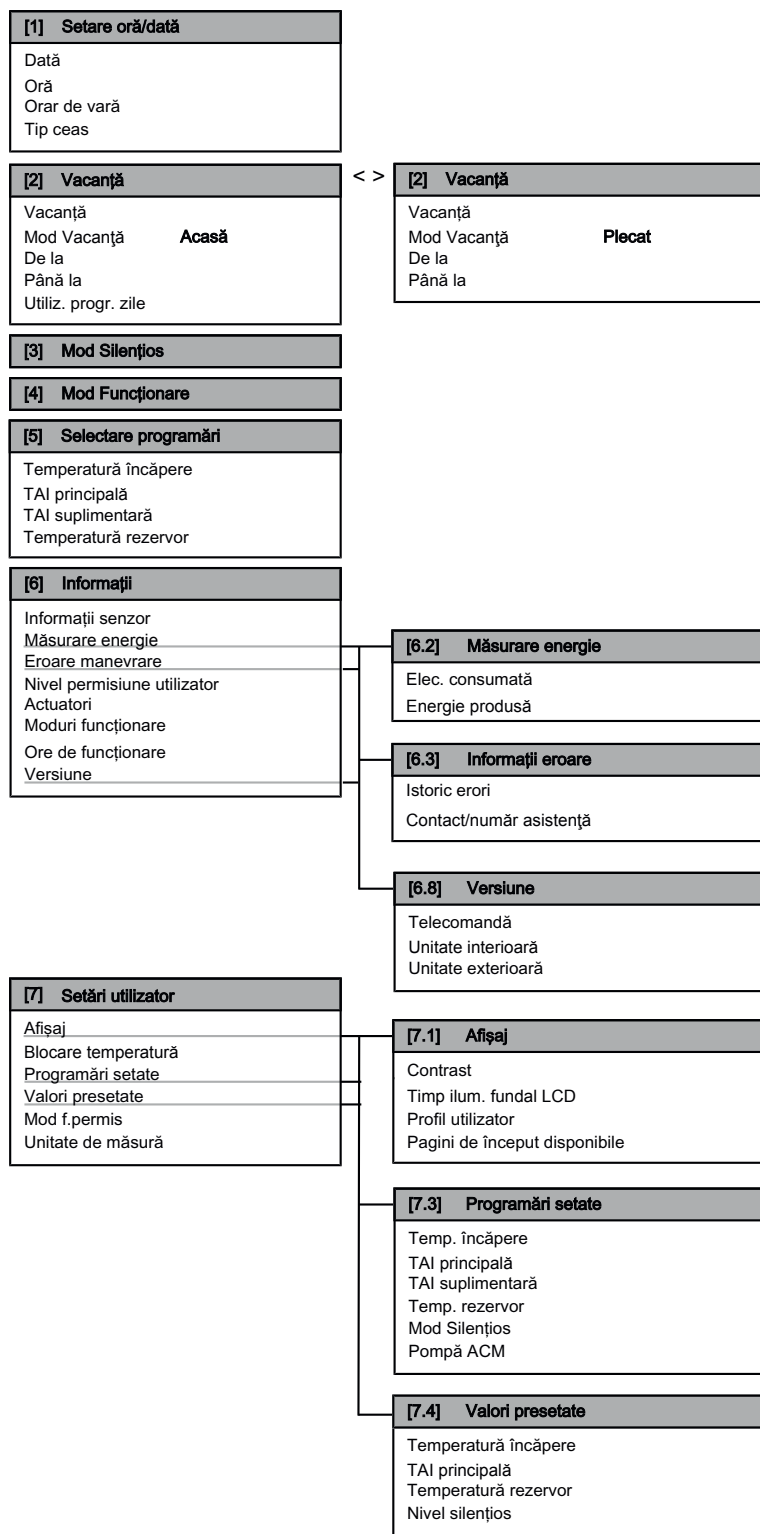 [1] Setare oră/dată
Dată
Oră
Orar de vară
Tip ceas
[2] Vacanță
Vacanță
Mod Vacanţă Acasă
De la
Până la
Utiliz. progr. zile
< >
[2] Vacanță
Vacanță
Mod Vacanţă Plecat
De la
Până la
[3] Mod Silențios
[4] Mod Funcționare
[5] Selectare programări
Temperatură încăpere
TAI principală
TAI suplimentară
Temperatură rezervor
[6] Informații
Informații senzor
Măsurare energie
Eroare manevrare
Nivel permisiune utilizator
Actuatori
Moduri funcționare
Ore de funcționare
Versiune
[6.2] Măsurare energie
Elec. consumată
Energie produsă
[6.3] Informații eroare
Istoric erori
Contact/număr asistenţă
[6.8] Versiune
Telecomandă
Unitate interioară
Unitate exterioară
[7] Setări utilizator
Afișaj
Blocare temperatură
Programări setate
Valori presetate
Mod f.permis
Unitate de măsură
[7.1] Afișaj
Contrast
Timp ilum. fundal LCD
Profil utilizator
Pagini de început disponibile
[7.3] Programări setate
Temp. încăpere
TAI principală
TAI suplimentară
Temp. rezervor
Mod Silențios
Pompă ACM
[7.4] Valori presetate
Temperatură încăpere
TAI principală
Temperatură rezervor
Nivel silențios